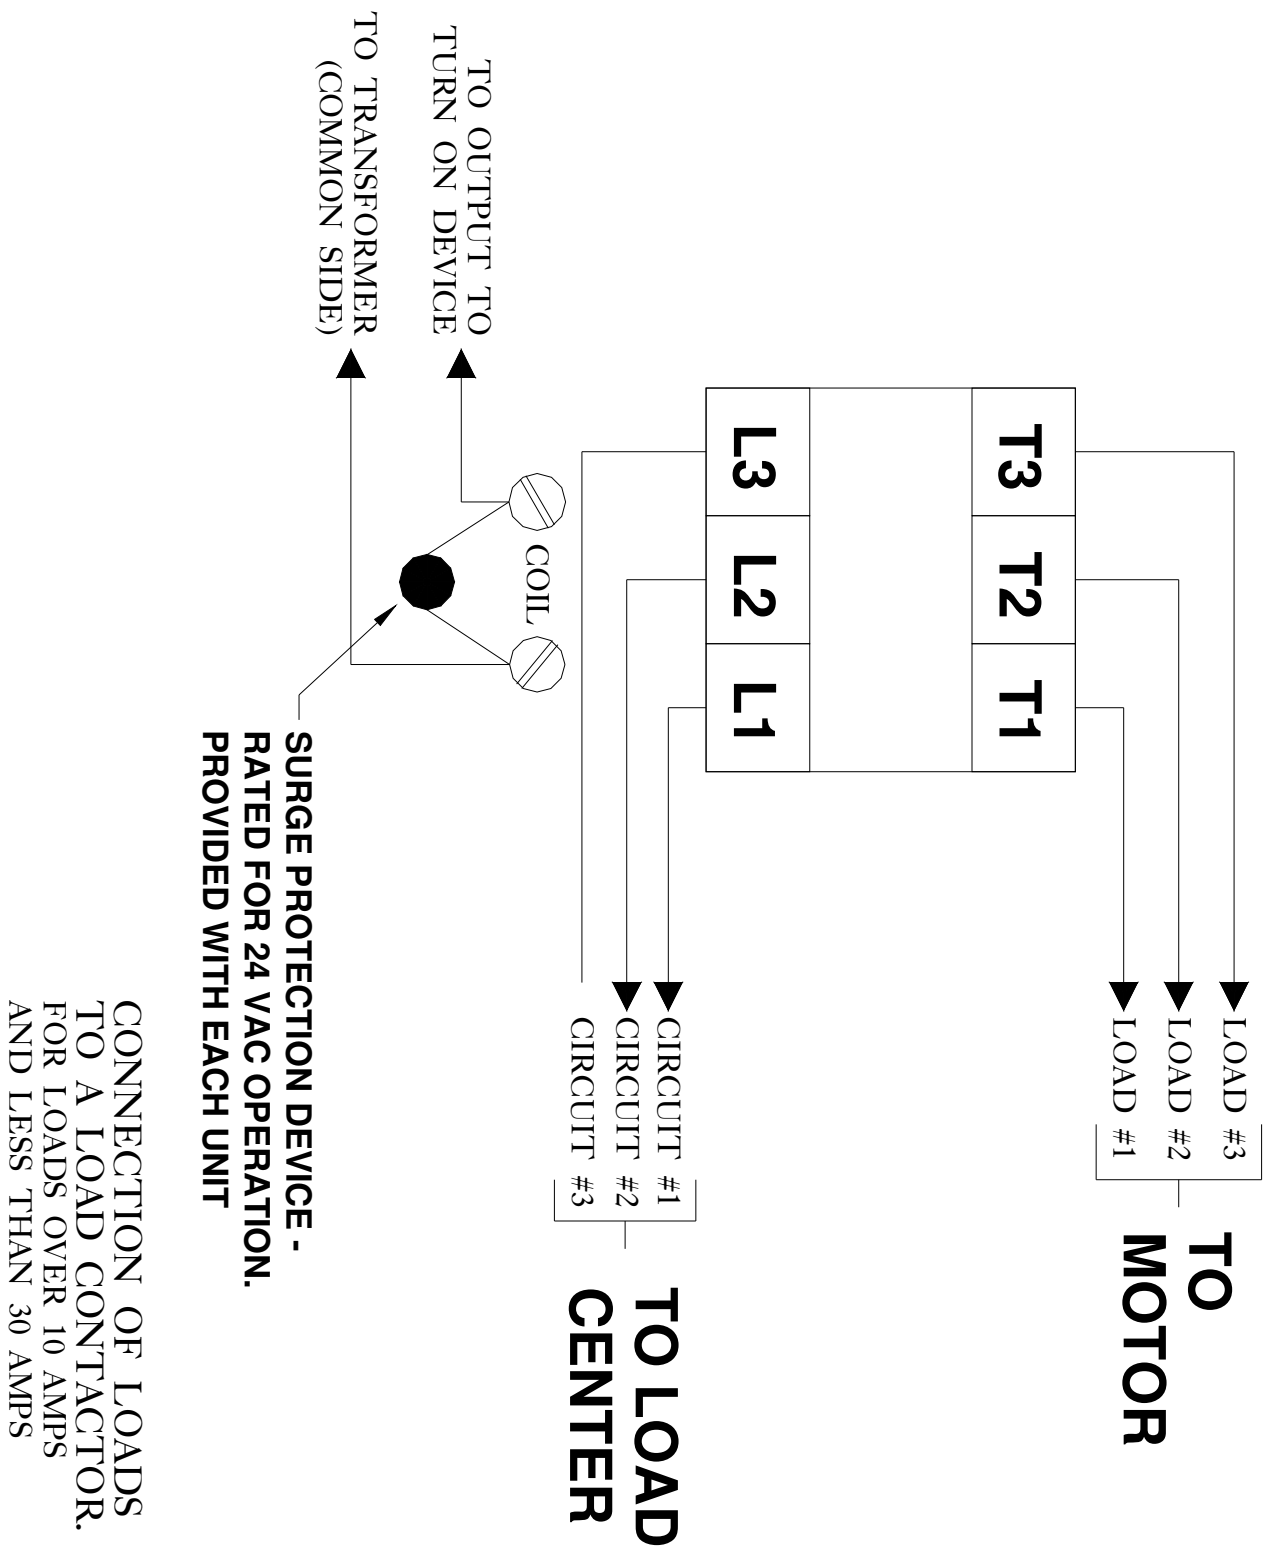 T3
T2
T1
L3
L2
L1
LOAD #3
LOAD #2
LOAD #1
TO
MOTOR
CIRCUIT #1
CIRCUIT #2
CIRCUIT #3
TO LOAD
CENTER
COIL
TO OUTPUT TO
TURN ON DEVICE
TO TRANSFORMER
(COMMON SIDE)
SURGE PROTECTION DEVICE -
RATED FOR 24 VAC OPERATION.
PROVIDED WITH EACH UNIT
CONNECTION OF LOADS
TO A LOAD CONTACTOR.
FOR LOADS OVER 10 AMPS
AND LESS THAN 30 AMPS